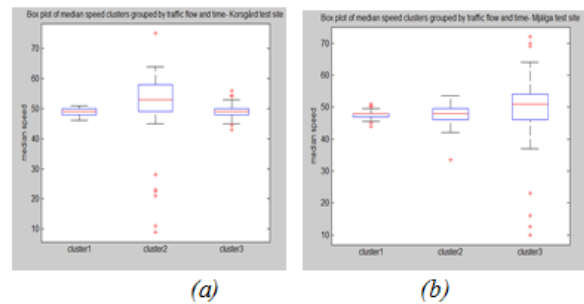 Box plot of median speed clusters grouped by traffic flow and time- Korsgård test site
70
60
50
40
30
20
10
median speed
cluster1 cluster2 cluster3
(a)
Box plot of median speed clusters grouped by traffic flow and time- Mjälga test site
70
60
50
40
30
20
10
median speed
cluster1 cluster2 cluster3
(b)